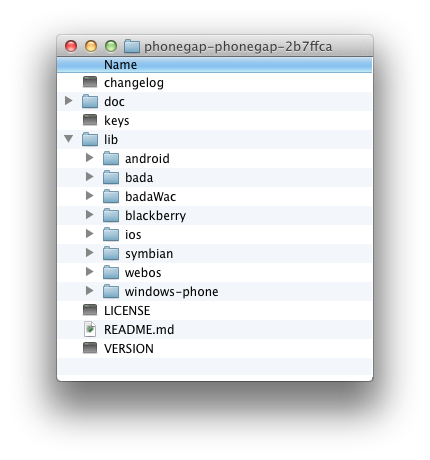 phonegap-phonegap-2b7ffca
Name
changelog
doc
keys
lib
android
bada
badaWac
blackberry
ios
symbian
webos
windows-phone
LICENSE
README.md
VERSION